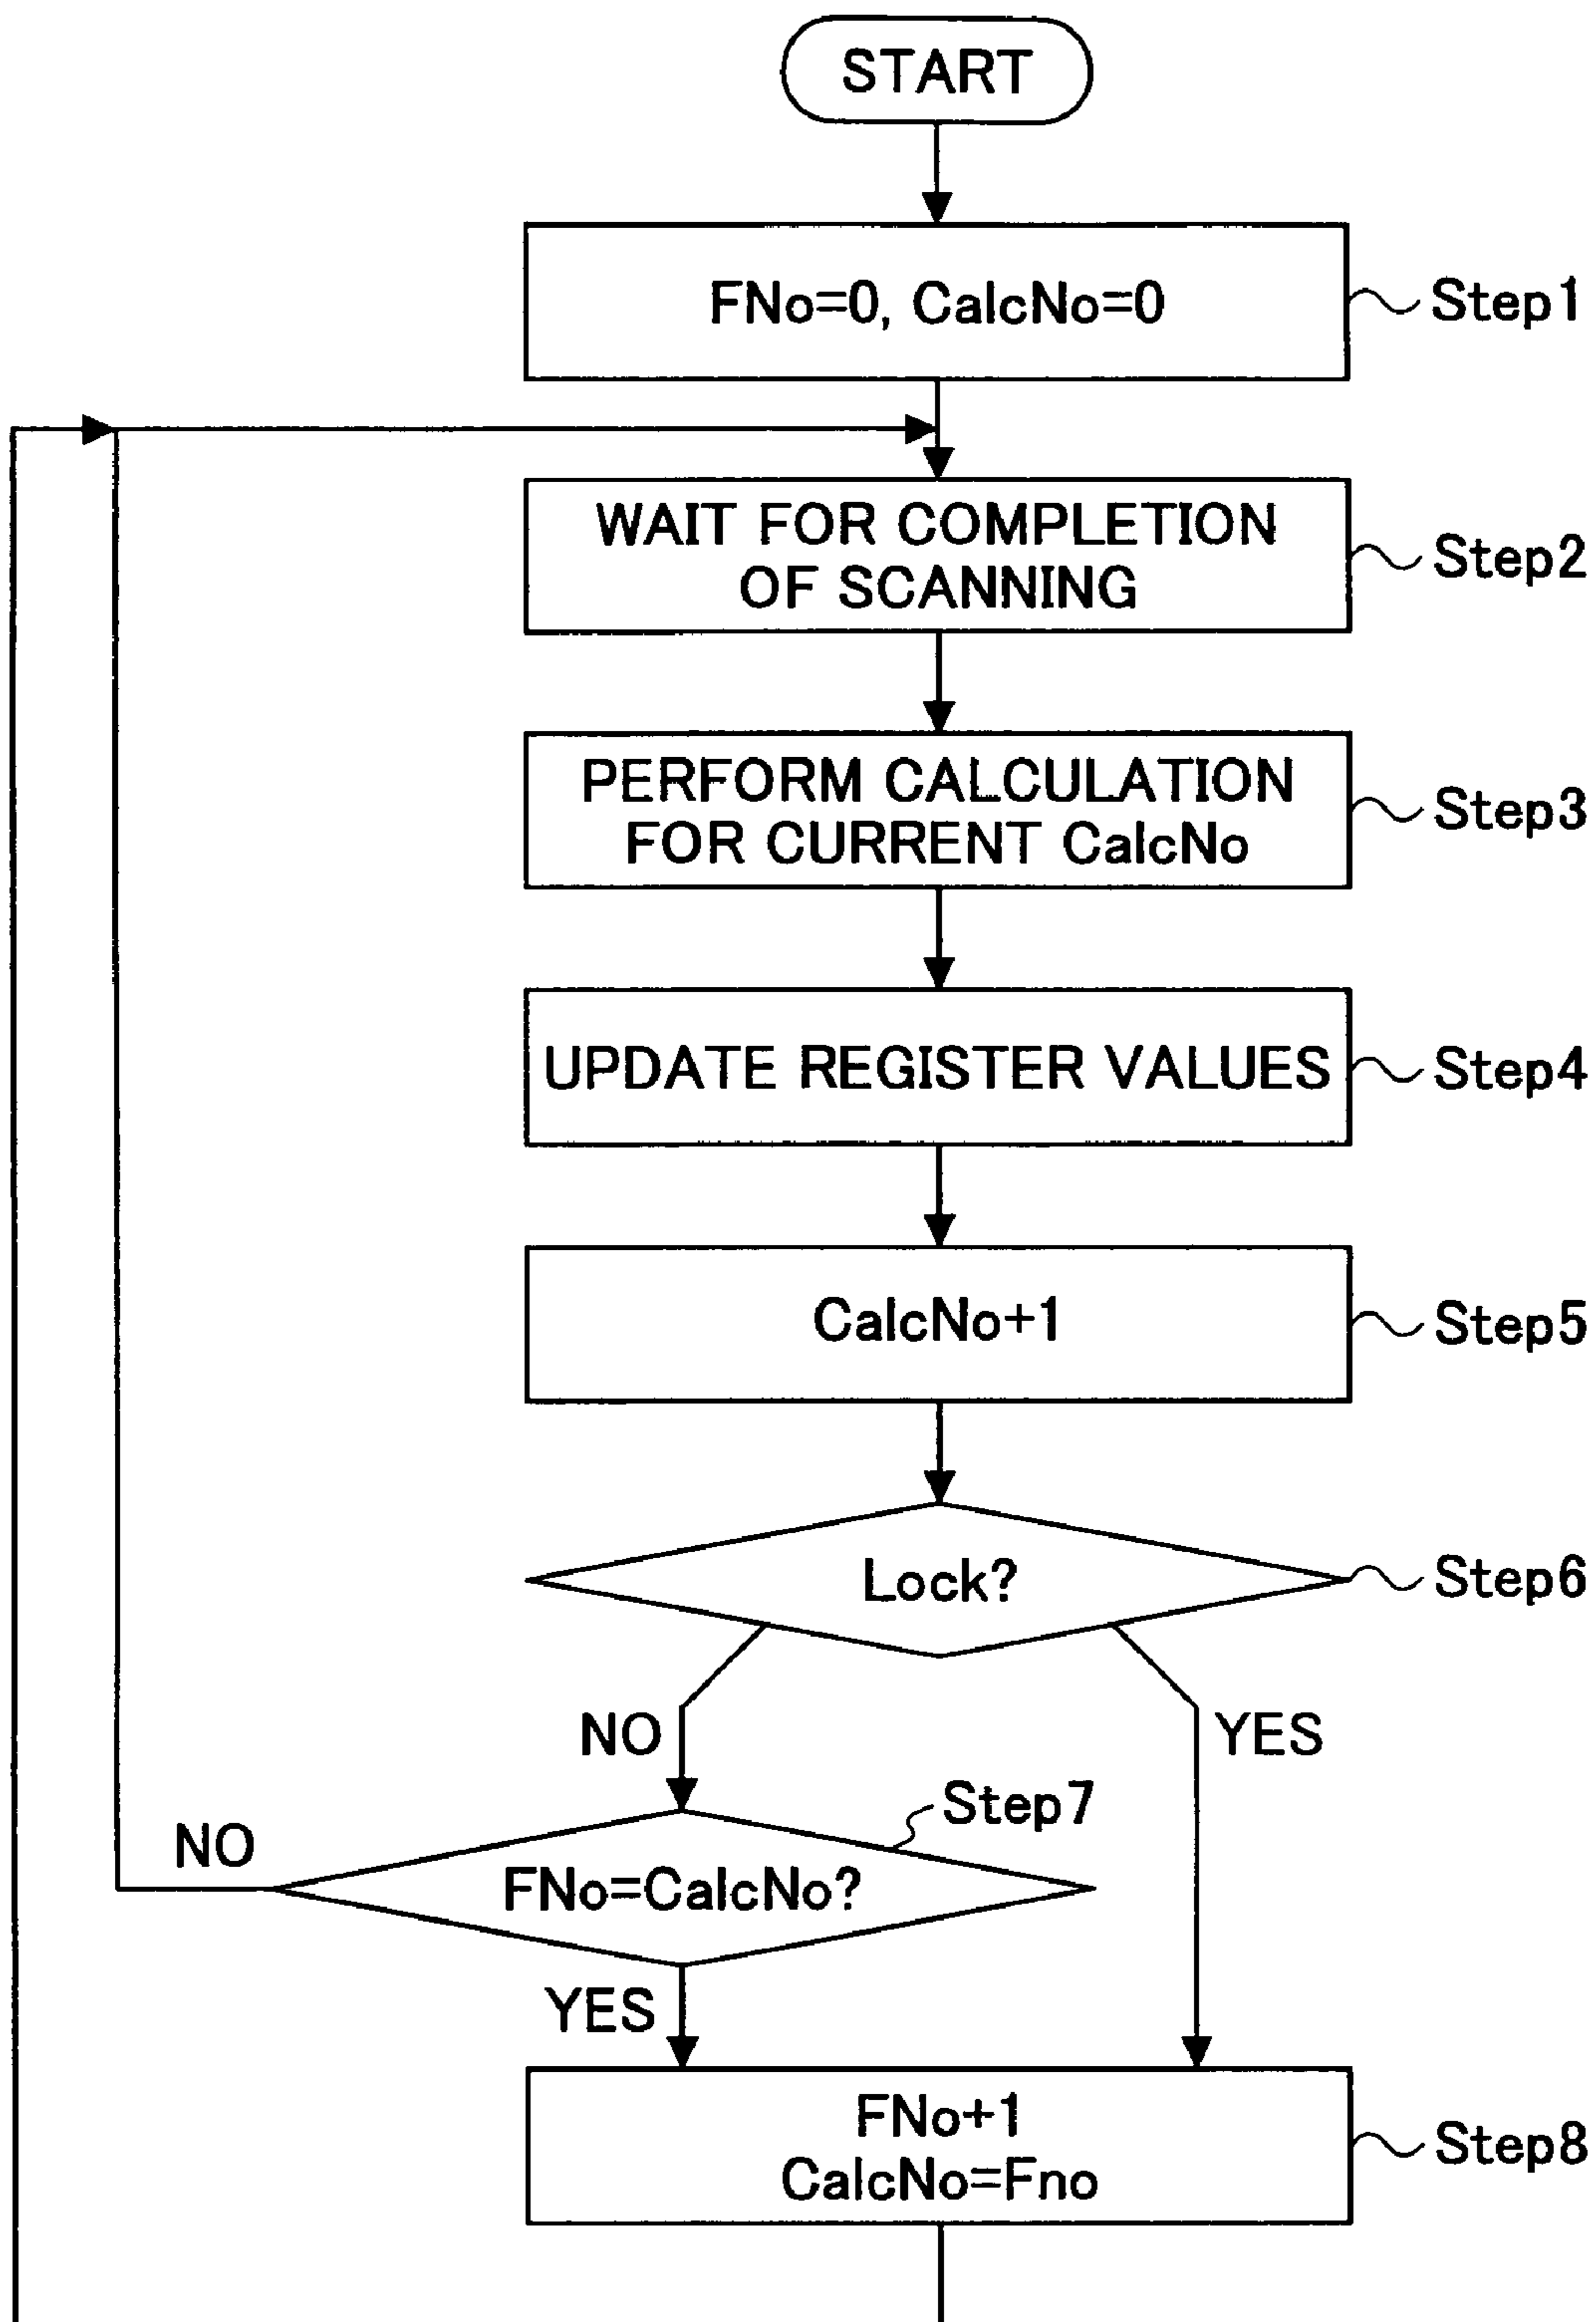 START
FNo=0, CalcNo=0
Step1
WAIT FOR COMPLETION
OF SCANNING
Step2
PERFORM CALCULATION
FOR CURRENT CalcNo
Step3
UPDATE REGISTER VALUES
Step4
CalcNo+1
Step5
Lock?
Step6
NO
YES
Step7
NO
FNo=CalcNo?
YES
FNo+1
CalcNo=Fno
Step8